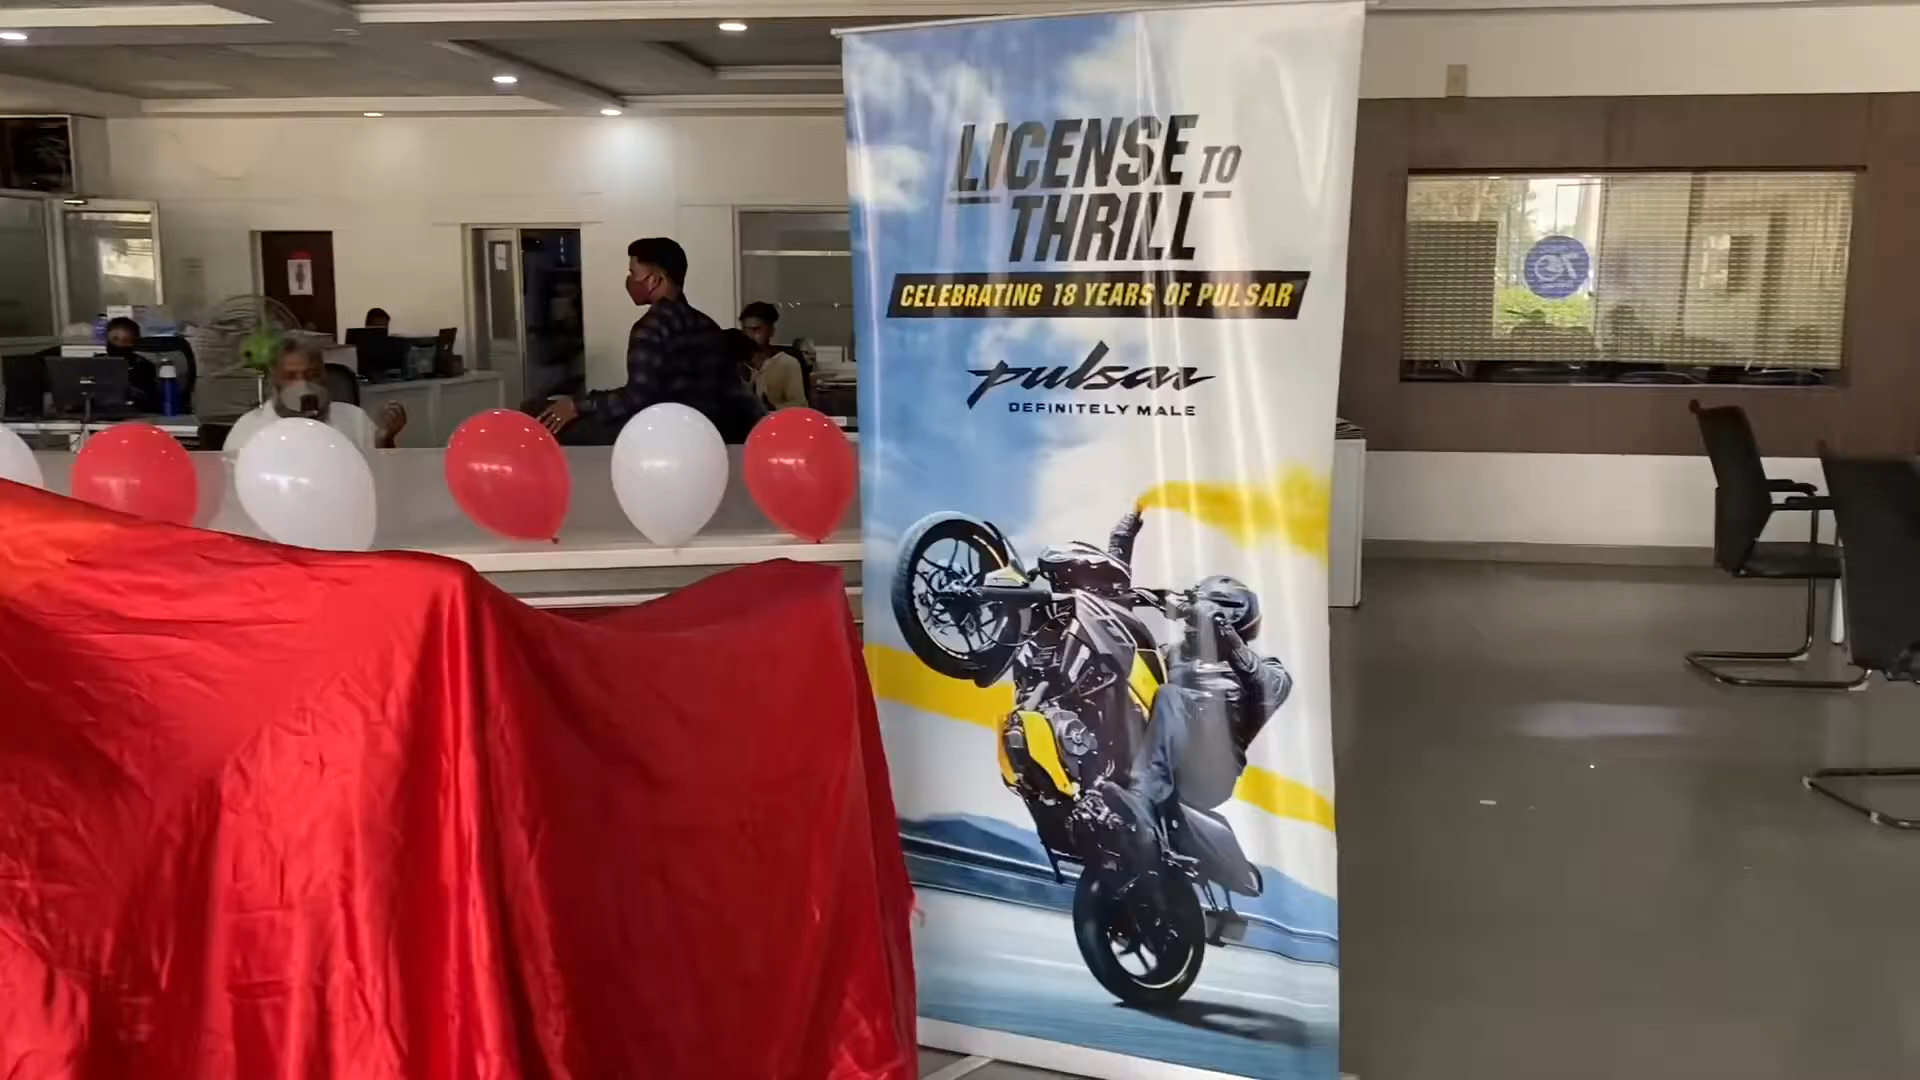 LICENSE TO
THRILL
CELEBRATING 18 YEARS OF PULSAR
pulsar
DEFINITELY MALE